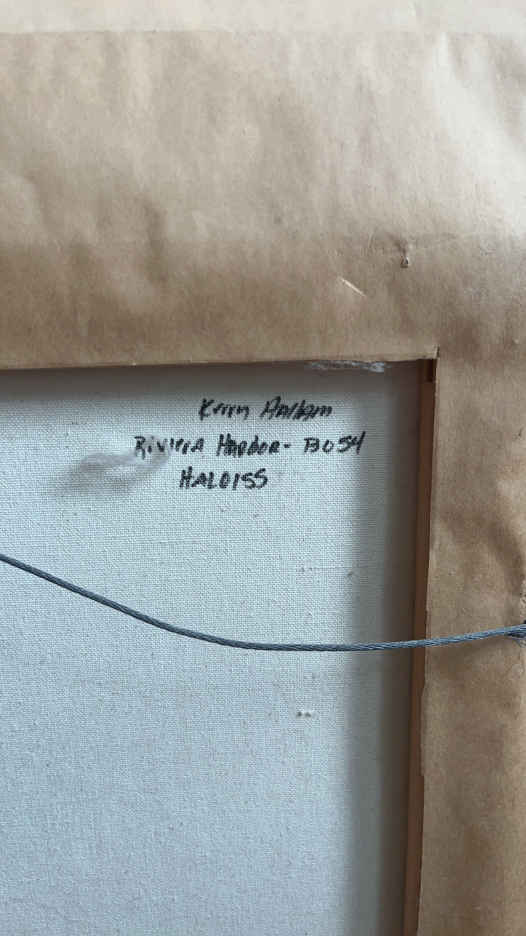 Kerry Hallam
Riviera Harbor - B054
HAL0155